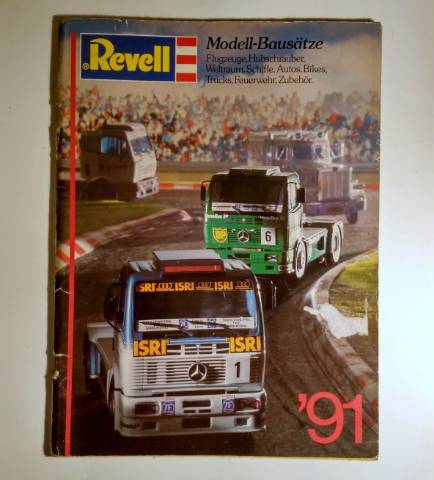 Revell
®
Modell-Bausätze
Flugzeuge, Hubschrauber,
Weltraum, Schiffe, Autos, Bikes,
Trucks, Feuerwehr, Zubehör.
BP
6
ISRI ISRI ISRI
ISRI ISRI
1
'91